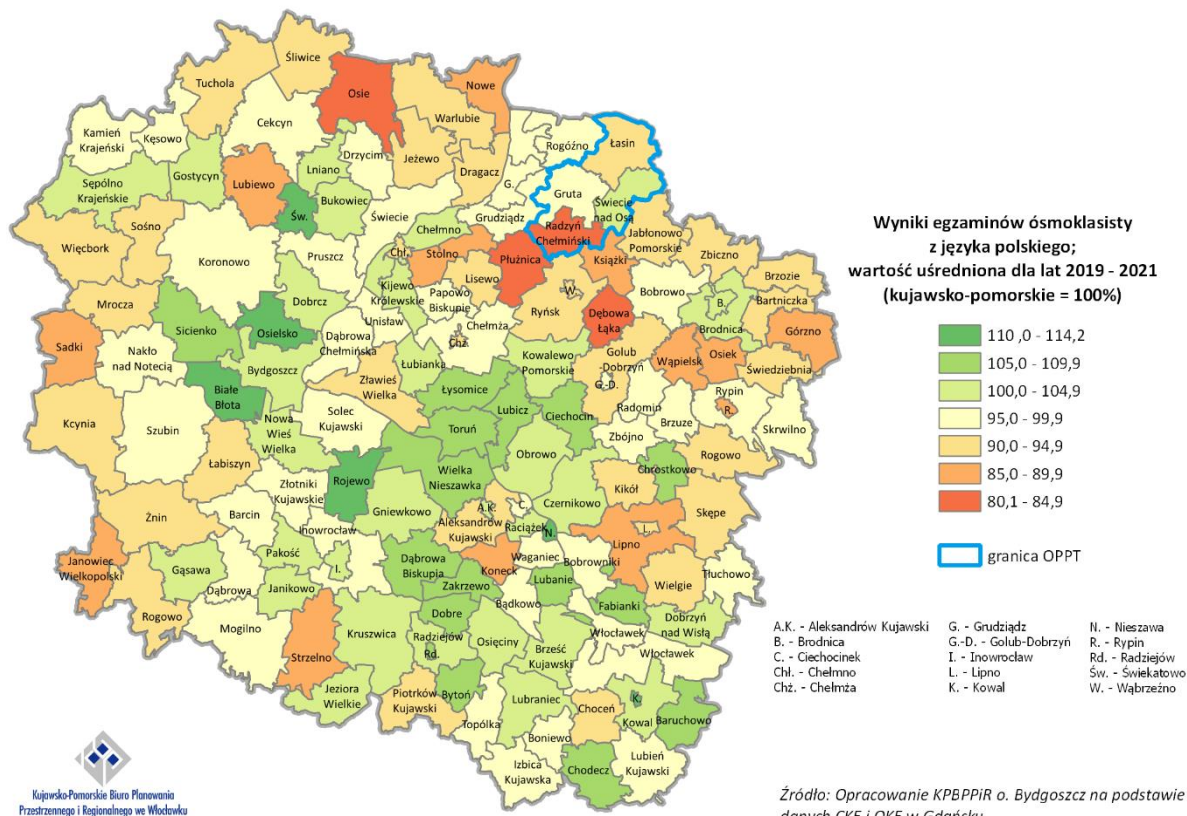 Śliwice
Tuchola
Osie
Nowe
Warlubie
Cekcyn
Kamień
Krajeński
Kęsowo
Rogóźno
Łasin
Drzycim
Jeżewo
Dragacz
Lniano
Gostycyn
Lubiewo
Sępólno
Krajeńskie
Bukowiec
Św.
G.
Gruta
Świecie
nad Osą
Świecie
Grudziądz
Chełmno
Radzyń
Chełmiński
Sośno
Więcbork
Koronowo
Pruszcz
Chł.
Stolno
Płużnica
Książki
Jabłonowo
Pomorskie
Zbiczno
Brzozie
Bartniczka
Kijewo
Królewskie
Lisewo
Papowo
Biskupie
W.
Ryńsk
Bobrowo
B.
Brodnica
Górzno
Mrocza
Dobrcz
Sicienko
Osielsko
Unisław
Chełmża
Chż.
Dębowa
Łąka
Dąbrowa
Chełmińska
Sadki
Nakło
nad Notecią
Bydgoszcz
Łubianka
Kowalewo
Pomorskie
Golub
-Dobrzyń
G.-D.
Wąpielsk
Osiek
Świedziebnia
Zławieś
Wielka
Białe
Błota
Łysomice
Lubicz
Ciechocin
Radomin
Rypin
R.
Kcynia
Szubin
Nowa
Wieś
Wielka
Solec
Kujawski
Toruń
Zbójno
Brzuze
Skrwilno
Łabiszyn
Obrowo
Rogowo
Złotniki
Kujawskie
Rojewo
Wielka
Nieszawka
Chrostkowo
Kikół
Czernikowo
Żnin
Barcin
Gniewkowo
A.K.
C.
Aleksandrów
Kujawski
Raciążek
N.
Skępe
Inowrocław
L.
Lipno
Janowiec
Wielkopolski
Gąsawa
Pakość
I.
Dąbrowa
Biskupia
Koneck
Waganiec
Bobrowniki
Tłuchowo
Wielgie
Dąbrowa
Janikowo
Zakrzewo
Lubanie
Bądkowo
Fabianki
Rogowo
Mogilno
Strzelno
Kruszwica
Dobre
Dobrzyń
nad Wisłą
Radziejów
Rd.
Osięciny
Brześć
Kujawski
Włocławek
Włocławek
Jeziora
Wielkie
Piotrków
Kujawski
Bytoń
Lubraniec
Choceń
K.
Kowal
Baruchowo
Topólka
Boniewo
Izbica
Kujawska
Chodecz
Lubień
Kujawski
Wyniki egzaminów ósmoklasisty
z języka polskiego;
wartość uśredniona dla lat 2019 - 2021
(kujawsko-pomorskie = 100%)
110 ,0 - 114,2
105,0 - 109,9
100,0 - 104,9
95,0 - 99,9
90,0 - 94,9
85,0 - 89,9
80,1 - 84,9
granica OPPT
A.K. - Aleksandrów Kujawski
B. - Brodnica
C. - Ciechocinek
Chł. - Chełmno
Chż. - Chełmża
G. - Grudziądz
G.-D. - Golub-Dobrzyń
I. - Inowrocław
L. - Lipno
K. - Kowal
N. - Nieszawa
R. - Rypin
Rd. - Radziejów
Św. - Świekatowo
W. - Wąbrzeźno
Kujawsko-Pomorskie Biuro Planowania
Przestrzennego i Regionalnego we Włocławku
Źródło: Opracowanie KPBPPiR o. Bydgoszcz na podstawie
danych CKE i OKE w Gdańsku